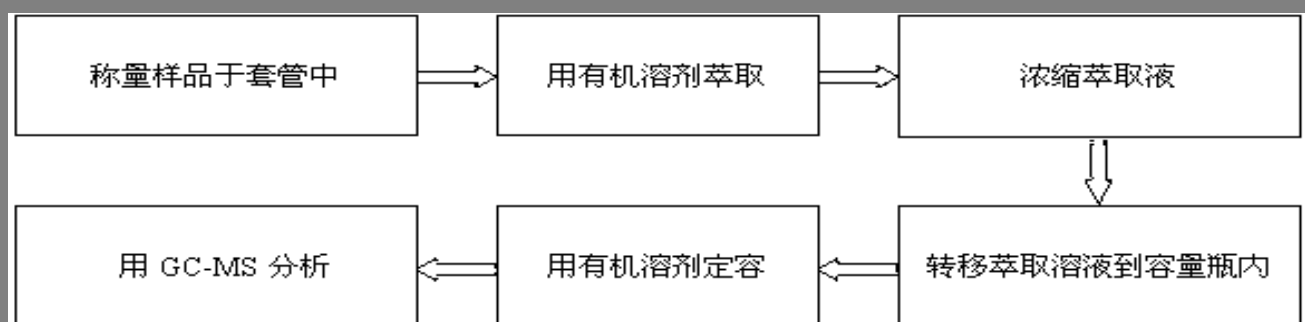 称量样品于套管中
用有机溶剂萃取
浓缩萃取液
转移萃取溶液到容量瓶内
用有机溶剂定容
用 GC-MS 分析